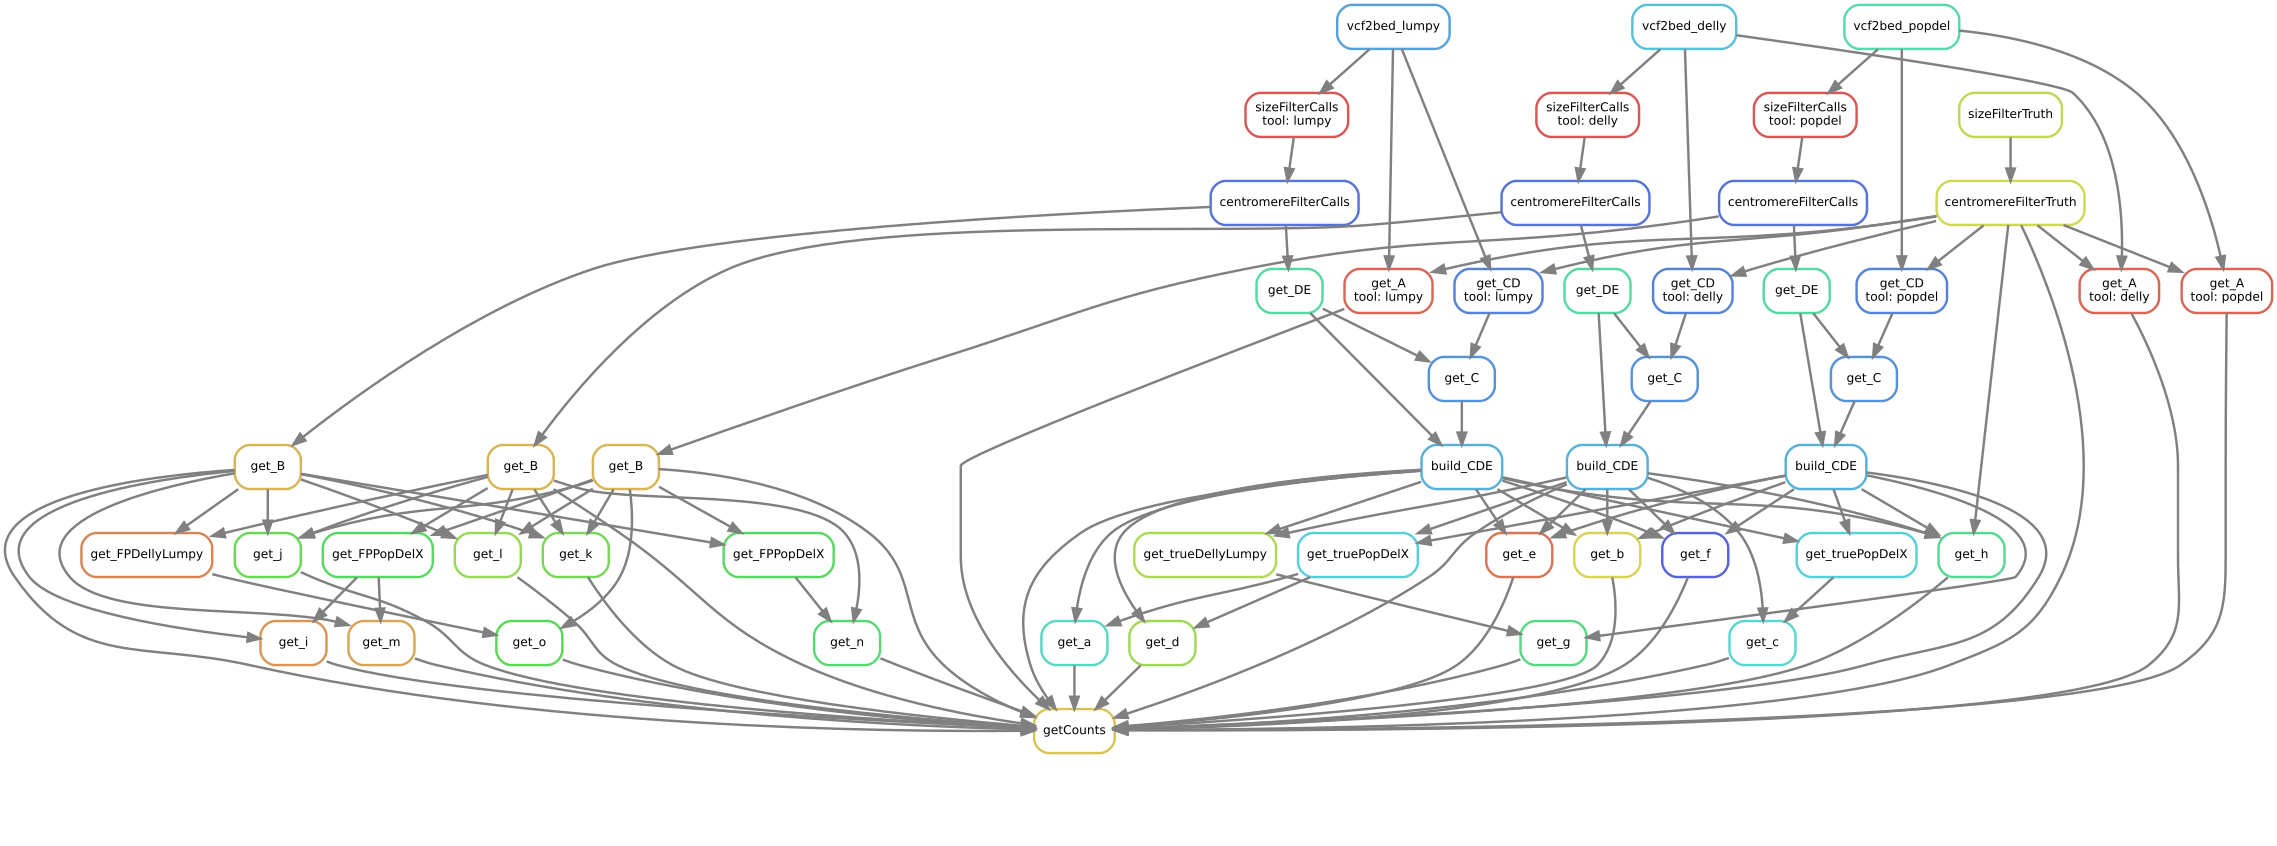 vcf2bed_lumpy
vcf2bed_delly
vcf2bed_popdel
sizeFilterCalls
tool: lumpy
sizeFilterCalls
tool: delly
sizeFilterCalls
tool: popdel
sizeFilterTruth
centromereFilterCalls
centromereFilterCalls
centromereFilterCalls
centromereFilterTruth
get_DE
get_A
tool: lumpy
get_CD
tool: lumpy
get_DE
get_CD
tool: delly
get_DE
get_CD
tool: popdel
get_A
tool: delly
get_A
tool: popdel
get_C
get_C
get_C
get_B
get_B
get_B
build_CDE
build_CDE
build_CDE
get_FPDellyLumpy
get_j
get_FPPopDelX
get_l
get_k
get_FPPopDelX
get_trueDellyLumpy
get_truePopDelX
get_e
get_b
get_f
get_truePopDelX
get_h
get_i
get_m
get_o
get_n
get_a
get_d
get_g
get_c
getCounts